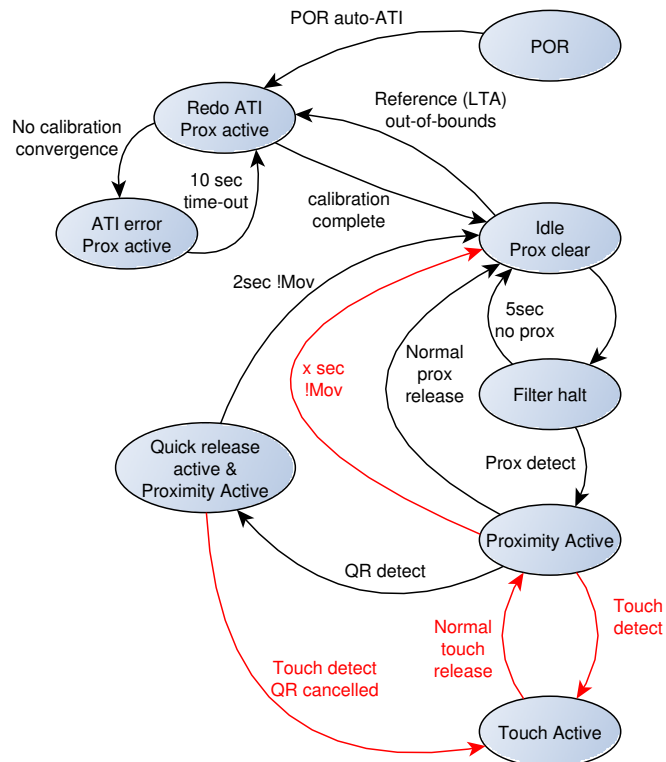 POR auto-ATI
POR
Redo ATI
Prox active
Reference (LTA)
out-of-bounds
No calibration
convergence
10 sec
time-out
calibration
complete
ATI error
Prox active
Idle
Prox clear
2sec !Mov
5sec
no prox
x sec
!Mov
Normal
prox
release
Filter halt
Quick release
active &
Proximity Active
Prox detect
Proximity Active
QR detect
Touch
detect
Normal
touch
release
Touch detect
QR cancelled
Touch Active